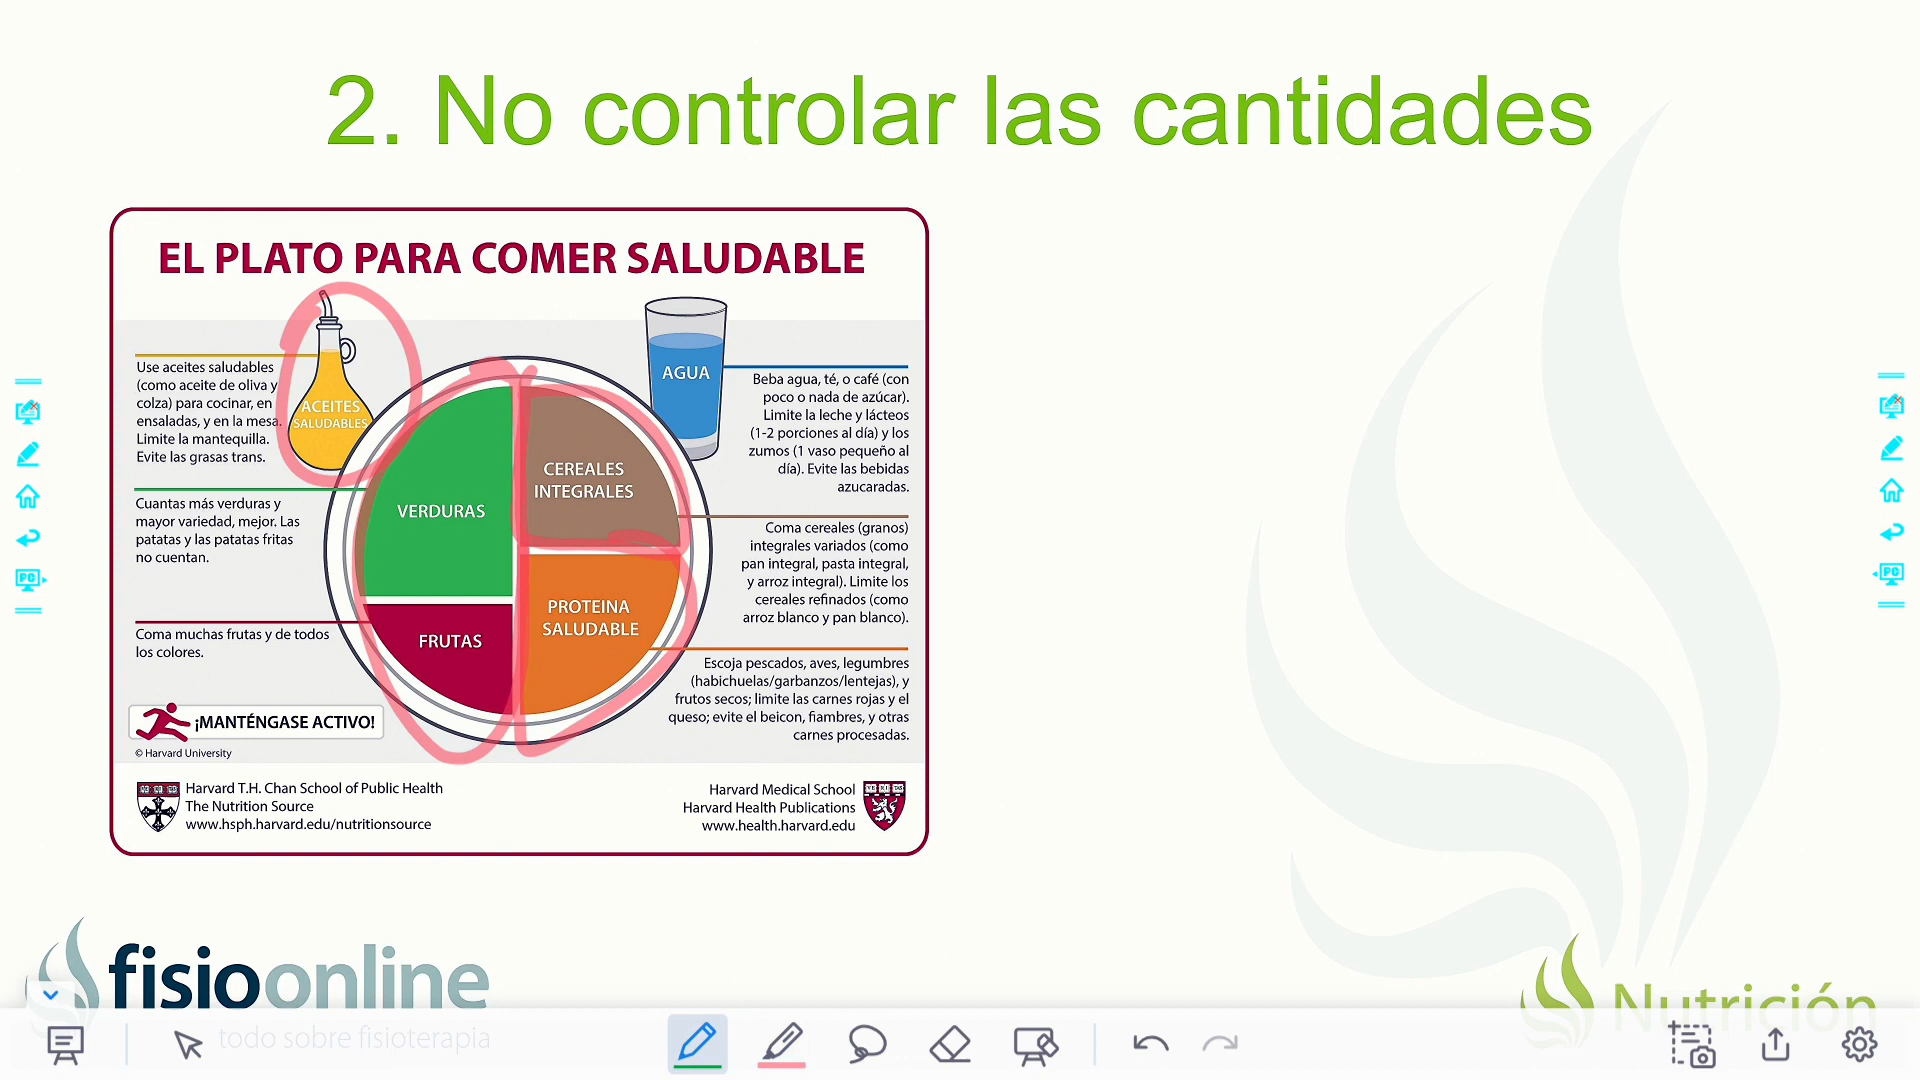 2. No controlar las cantidades
EL PLATO PARA COMER SALUDABLE
Use aceites saludables
(como aceite de oliva y
colza) para cocinar, en
ensaladas, y en la mesa.
Limite la mantequilla.
Evite las grasas trans.
ACEITES
SALUDABLES
AGUA
Beba agua, té, o café (con
poco o nada de azúcar).
Limite la leche y lácteos
(1-2 porciones al día) y los
zumos (1 vaso pequeño al
día). Evite las bebidas
azucaradas.
Cuantas más verduras y
mayor variedad, mejor. Las
patatas y las patatas fritas
no cuentan.
VERDURAS
CEREALES
INTEGRALES
Coma cereales (granos)
integrales variados (como
pan integral, pasta integral,
y arroz integral). Limite los
cereales refinados (como
arroz blanco y pan blanco).
Coma muchas frutas y de todos
los colores.
FRUTAS
PROTEINA
SALUDABLE
Escoja pescados, aves, legumbres
(habichuelas/garbanzos/lentejas), y
frutos secos; limite las carnes rojas y el
queso; evite el beicon, fiambres, y otras
carnes procesadas.
¡MANTÉNGASE ACTIVO!
© Harvard University
Harvard T.H. Chan School of Public Health
The Nutrition Source
www.hsph.harvard.edu/nutritionsource
Harvard Medical School
Harvard Health Publications
www.health.harvard.edu
fisioonline
todo sobre fisioterapia
Nutrición
PC
PC